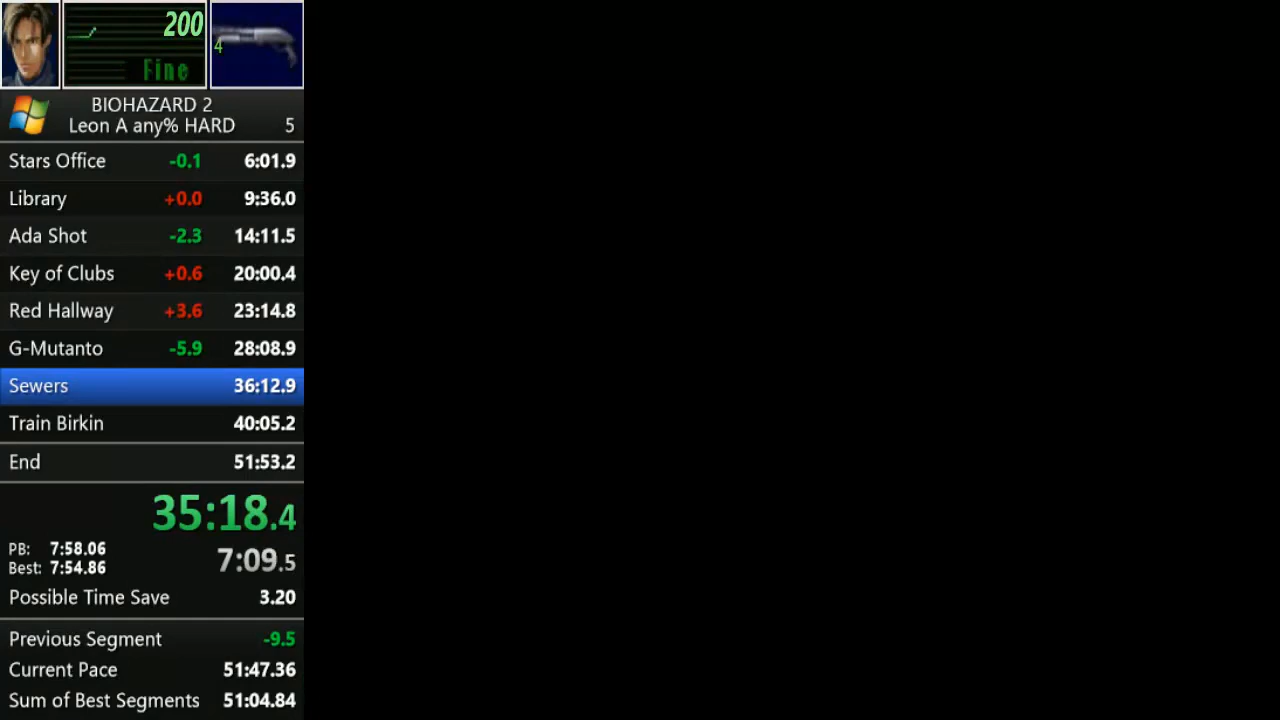 200
4
Fine
BIOHAZARD 2
Leon A any% HARD 5
Stars Office -0.1 6:01.9
Library +0.0 9:36.0
Ada Shot -2.3 14:11.5
Key of Clubs +0.6 20:00.4
Red Hallway +3.6 23:14.8
G-Mutanto -5.9 28:08.9
Sewers 36:12.9
Train Birkin 40:05.2
End 51:53.2
35:18.4
PB: 7:58.06
Best: 7:54.86
7:09.5
Possible Time Save 3.20
Previous Segment -9.5
Current Pace 51:47.36
Sum of Best Segments 51:04.84